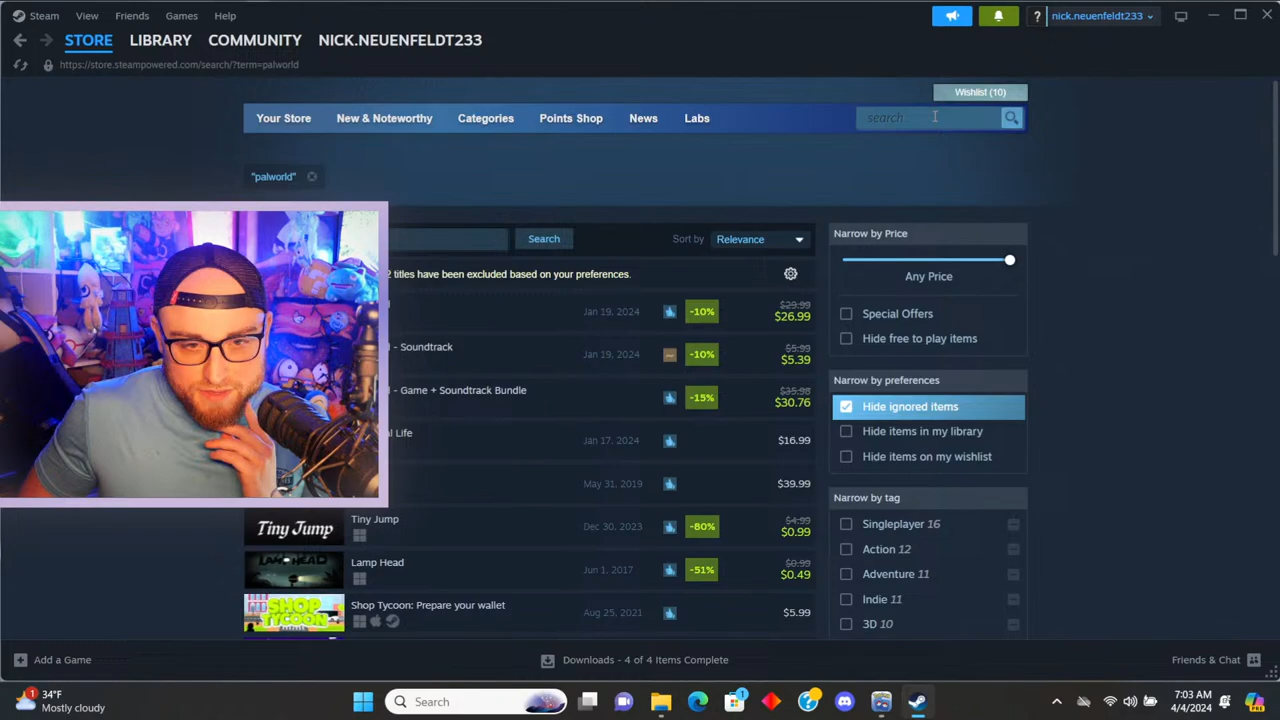 Steam View Friends Games Help
nick.neuenfeldt233
STORE LIBRARY COMMUNITY NICK.NEUENFELDT233
https://store.steampowered.com/search/?term=palworld
Wishlist (10)
Your Store New & Noteworthy Categories Points Shop News Labs search
"palworld"
Search Sort by Relevance
titles have been excluded based on your preferences.
Jan 19, 2024 -10% $29.99 $26.99
- Soundtrack Jan 19, 2024 -10% $5.99 $5.39
- Game + Soundtrack Bundle -15% $35.98 $30.76
Life Jan 17, 2024 $16.99
May 31, 2019 $39.99
Tiny Jump Tiny Jump Dec 30, 2023 -80% $4.99 $0.99
LAMP HEAD Lamp Head Jun 1, 2017 -51% $0.99 $0.49
SHOP TYCOON Shop Tycoon: Prepare your wallet Aug 25, 2021 $5.99
Narrow by Price
Any Price
Special Offers
Hide free to play items
Narrow by preferences
Hide ignored items
Hide items in my library
Hide items on my wishlist
Narrow by tag
Singleplayer 16
Action 12
Adventure 11
Indie 11
3D 10
Add a Game Downloads - 4 of 4 Items Complete Friends & Chat
1 34°F
Mostly cloudy
Search
1
7:03 AM
4/4/2024
PRE